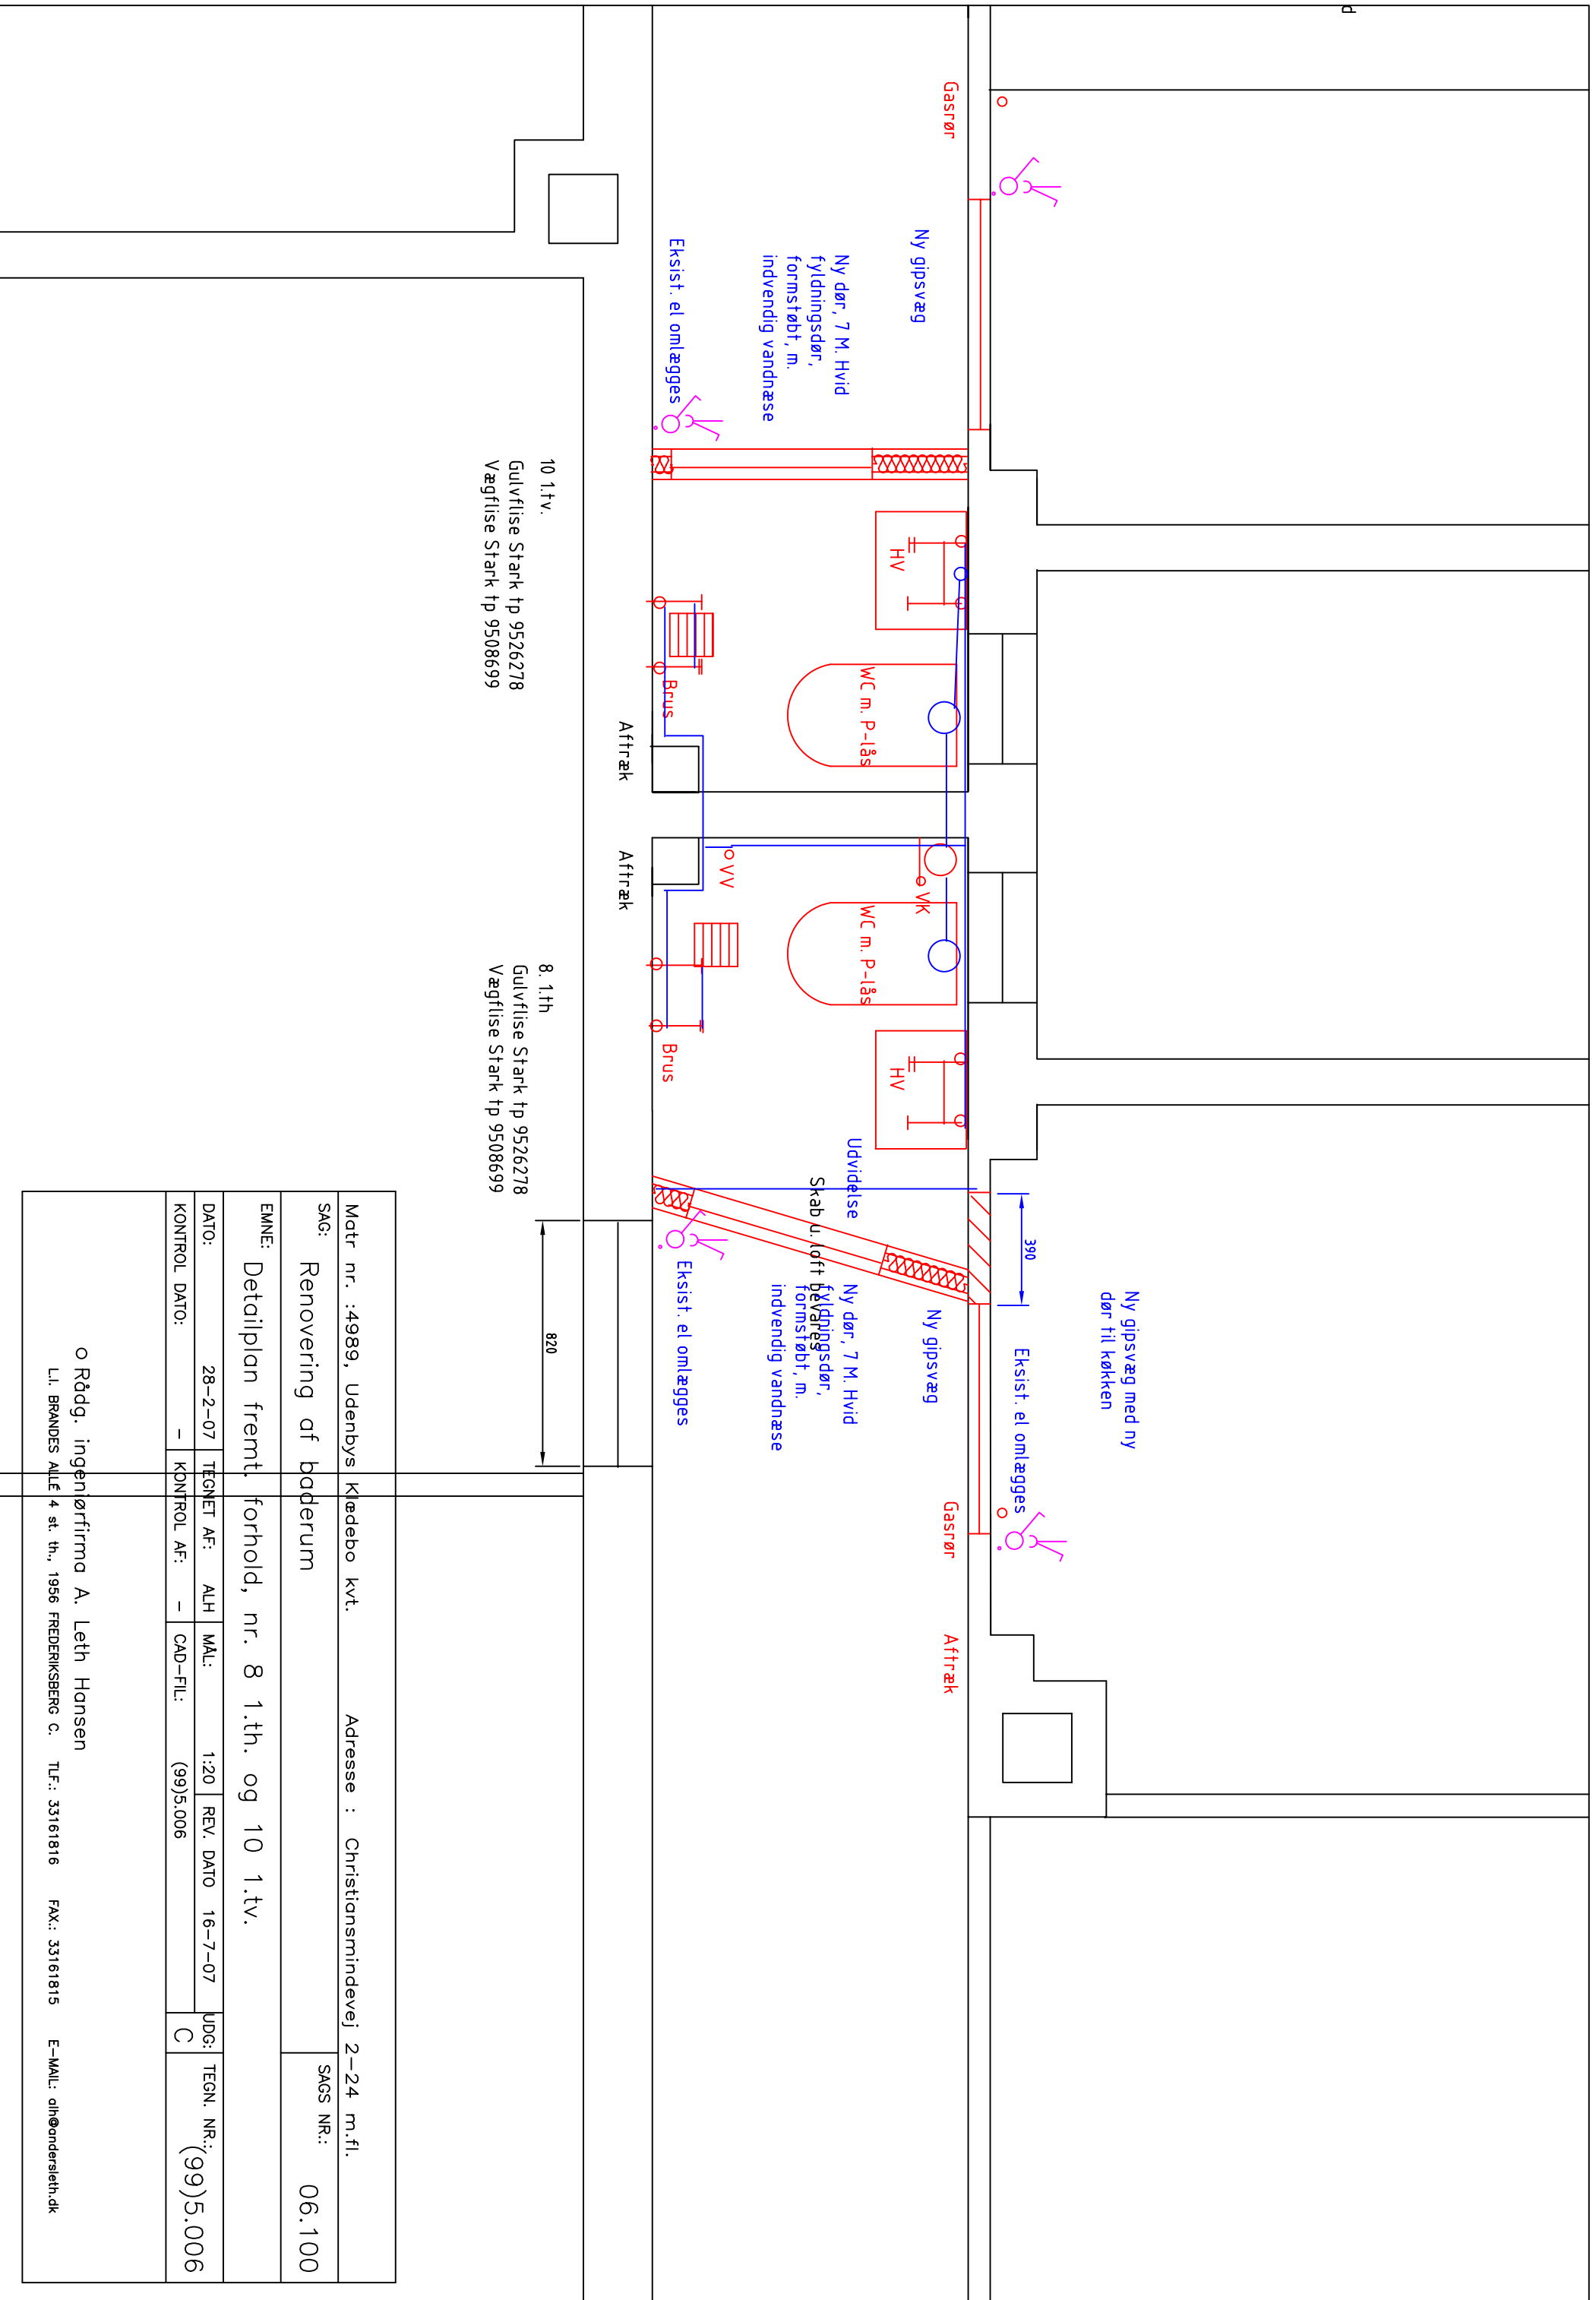 d
Gasrør
Ny gipsvæg
Ny dør, 7 M. Hvid
fyldningsdør,
formstøbt, m.
indvendig vandnæse
Eksist. el omlægges
HV
WC m. P-lås
Brus
Aftræk
10 1.tv.
Gulvflise Stark tp 9526278
Vægflise Stark tp 9508699
Aftræk
VV
VK
WC m. P-lås
Brus
HV
8. 1.th
Gulvflise Stark tp 9526278
Vægflise Stark tp 9508699
Udvidelse
Skab u. loft bevares
390
Ny gipsvæg med ny
dør til køkken
Eksist. el omlægges
Ny gipsvæg
Ny dør, 7 M. Hvid
fyldningsdør,
formstøbt, m.
indvendig vandnæse
Eksist. el omlægges
820
Gasrør
Aftræk
Matr nr. :4989, Udenbys Klædebo kvt. Adresse : Christiansmindevej 2-24 m.fl.
SAG: Renovering af baderum SAGS NR.: 06.100
EMNE: Detailplan fremt. forhold, nr. 8 1.th. og 10 1.tv.
DATO: 28-2-07 TEGNET AF: ALH MÅL: 1:20 REV. DATO 16-7-07 UDG: C TEGN. NR.: (99)5.006
KONTROL DATO: - KONTROL AF: - CAD-FIL: (99)5.006
O Rådg. ingeniørfirma A. Leth Hansen
L.I. BRANDES ALLÉ 4 st. th., 1956 FREDERIKSBERG C. TLF.: 33161816 FAX.: 33161815 E-MAIL: alh@andersleth.dk